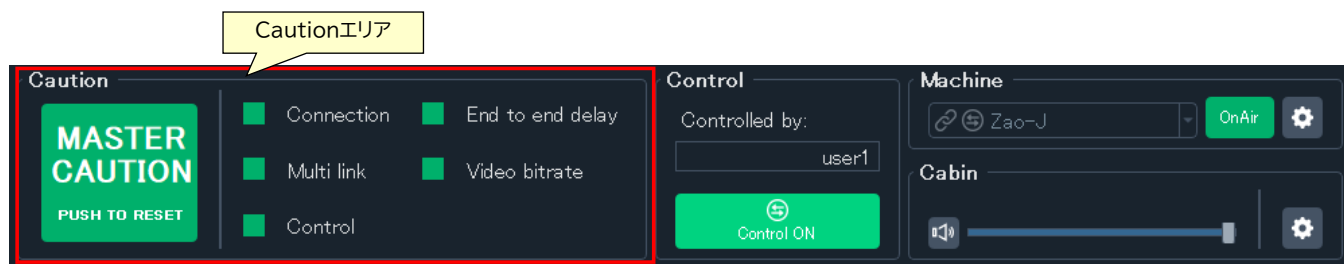 Cautionエリア
Caution
MASTER
CAUTION
PUSH TO RESET
Connection
End to end delay
Multi link
Video bitrate
Control
Control
Controlled by:
user1
Control ON
Machine
Zao-J
OnAir
Cabin